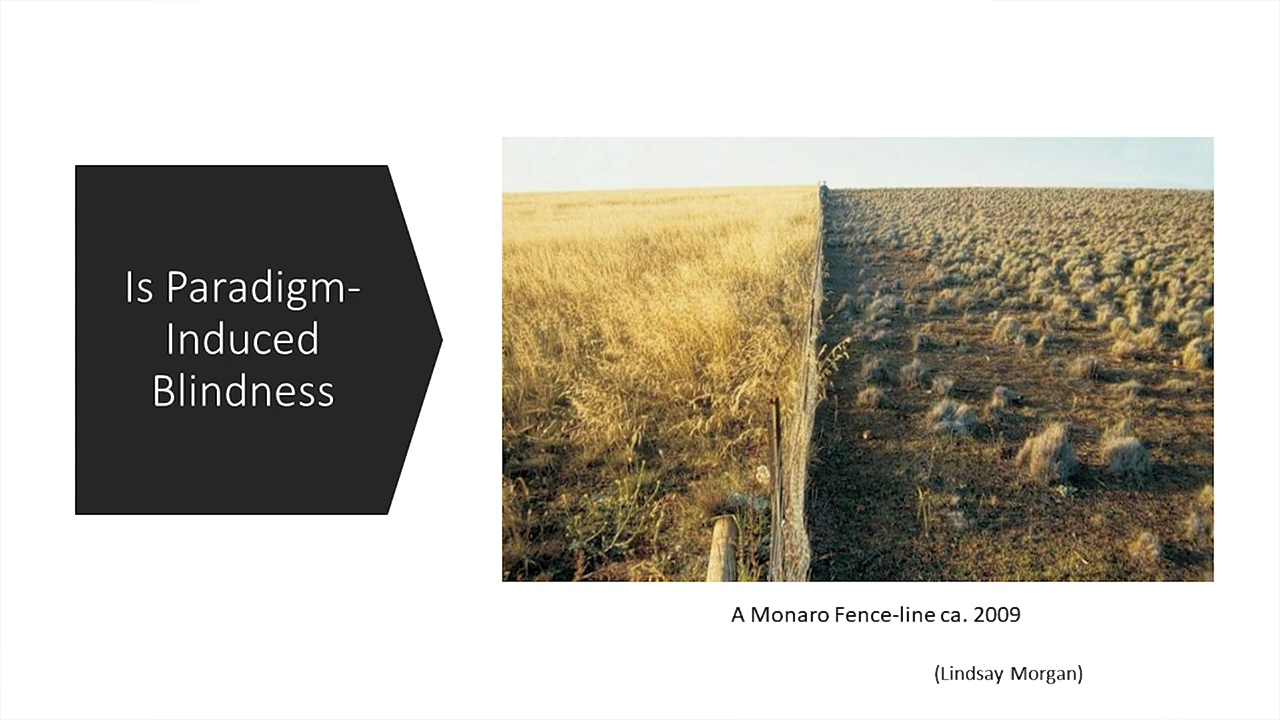 Is Paradigm-
Induced
Blindness
A Monaro Fence-line ca. 2009
(Lindsay Morgan)